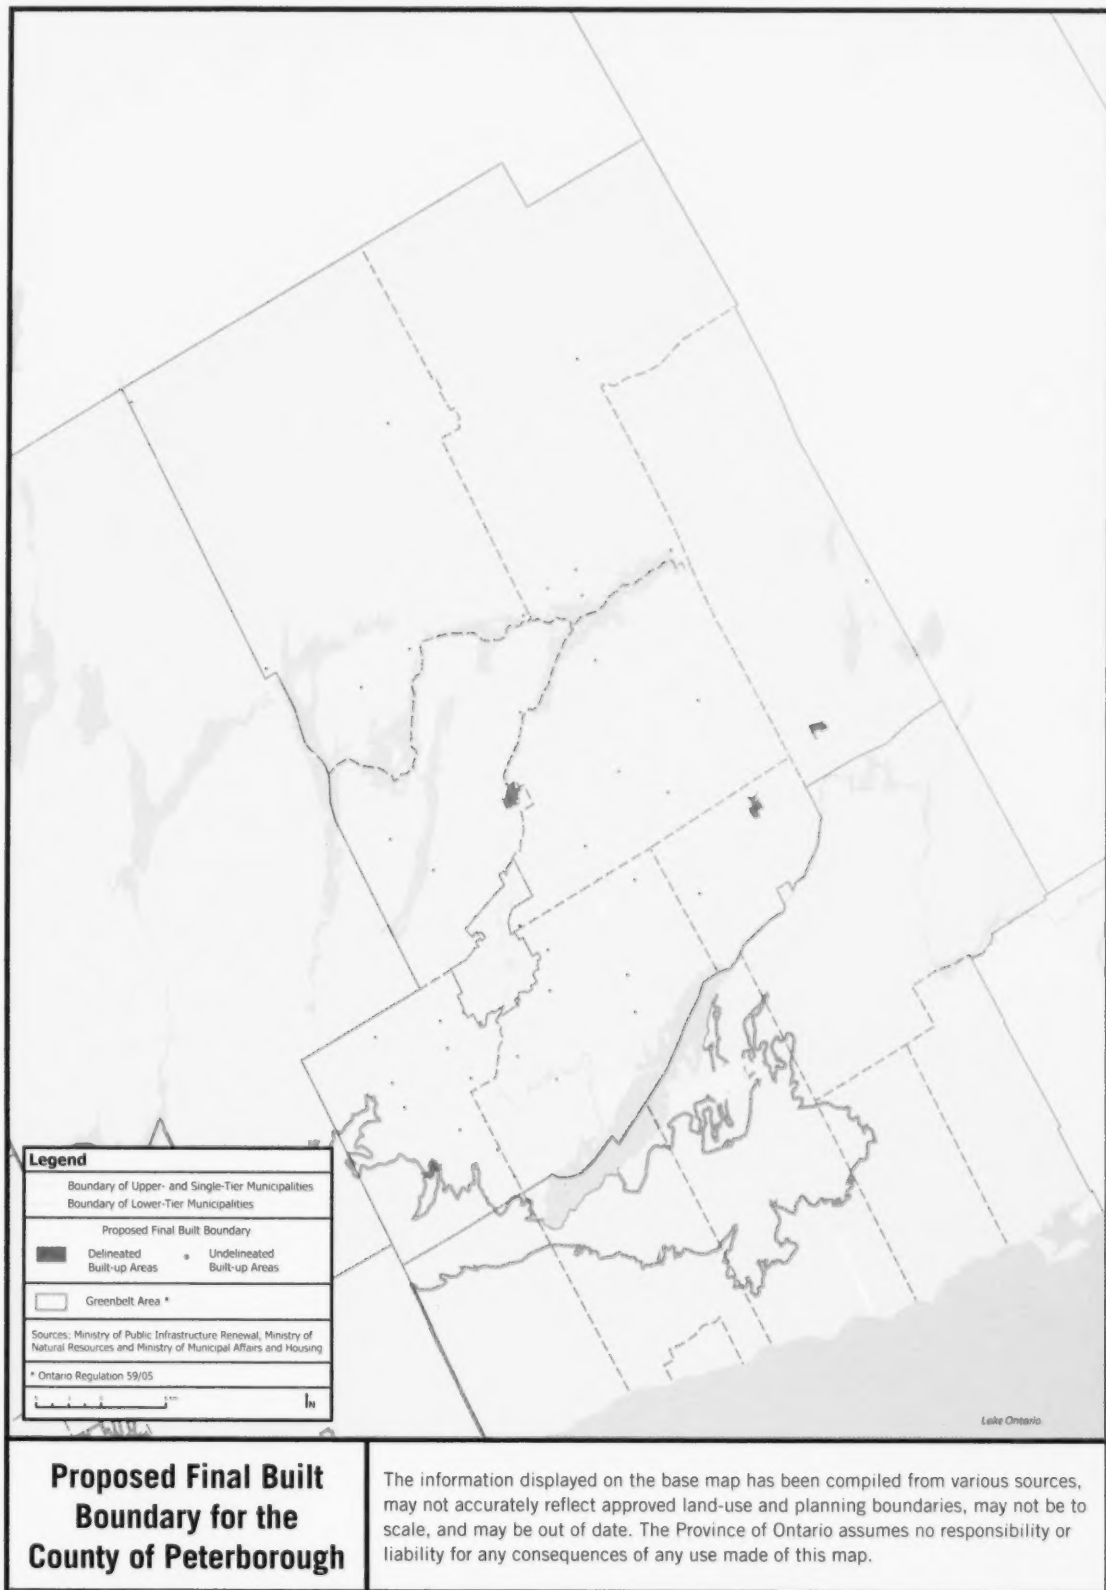 Legend
Boundary of Upper- and Single-Tier Municipalities
Boundary of Lower-Tier Municipalities
Proposed Final Built Boundary
Delineated
Built-up Areas
Undelineated
Built-up Areas
Greenbelt Area *
Sources: Ministry of Public Infrastructure Renewal, Ministry of
Natural Resources and Ministry of Municipal Affairs and Housing
* Ontario Regulation 59/05
N
Lake Ontario
Proposed Final Built
Boundary for the
County of Peterborough
The information displayed on the base map has been compiled from various sources,
may not accurately reflect approved land-use and planning boundaries, may not be to
scale, and may be out of date. The Province of Ontario assumes no responsibility or
liability for any consequences of any use made of this map.